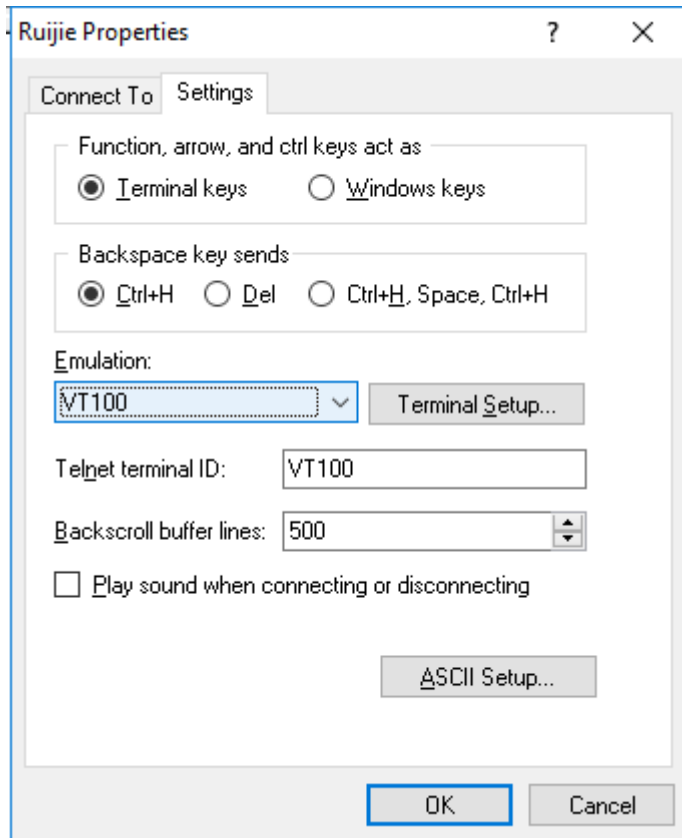 Ruijie Properties ?
Connect To Settings
Function, arrow, and ctrl keys act as
Terminal keys Windows keys
Backspace key sends
Ctrl+H Del Ctrl+H, Space, Ctrl+H
Emulation:
VT100 Terminal Setup...
Telnet terminal ID: VT100
Backscroll buffer lines: 500
Play sound when connecting or disconnecting
ASCII Setup...
OK Cancel